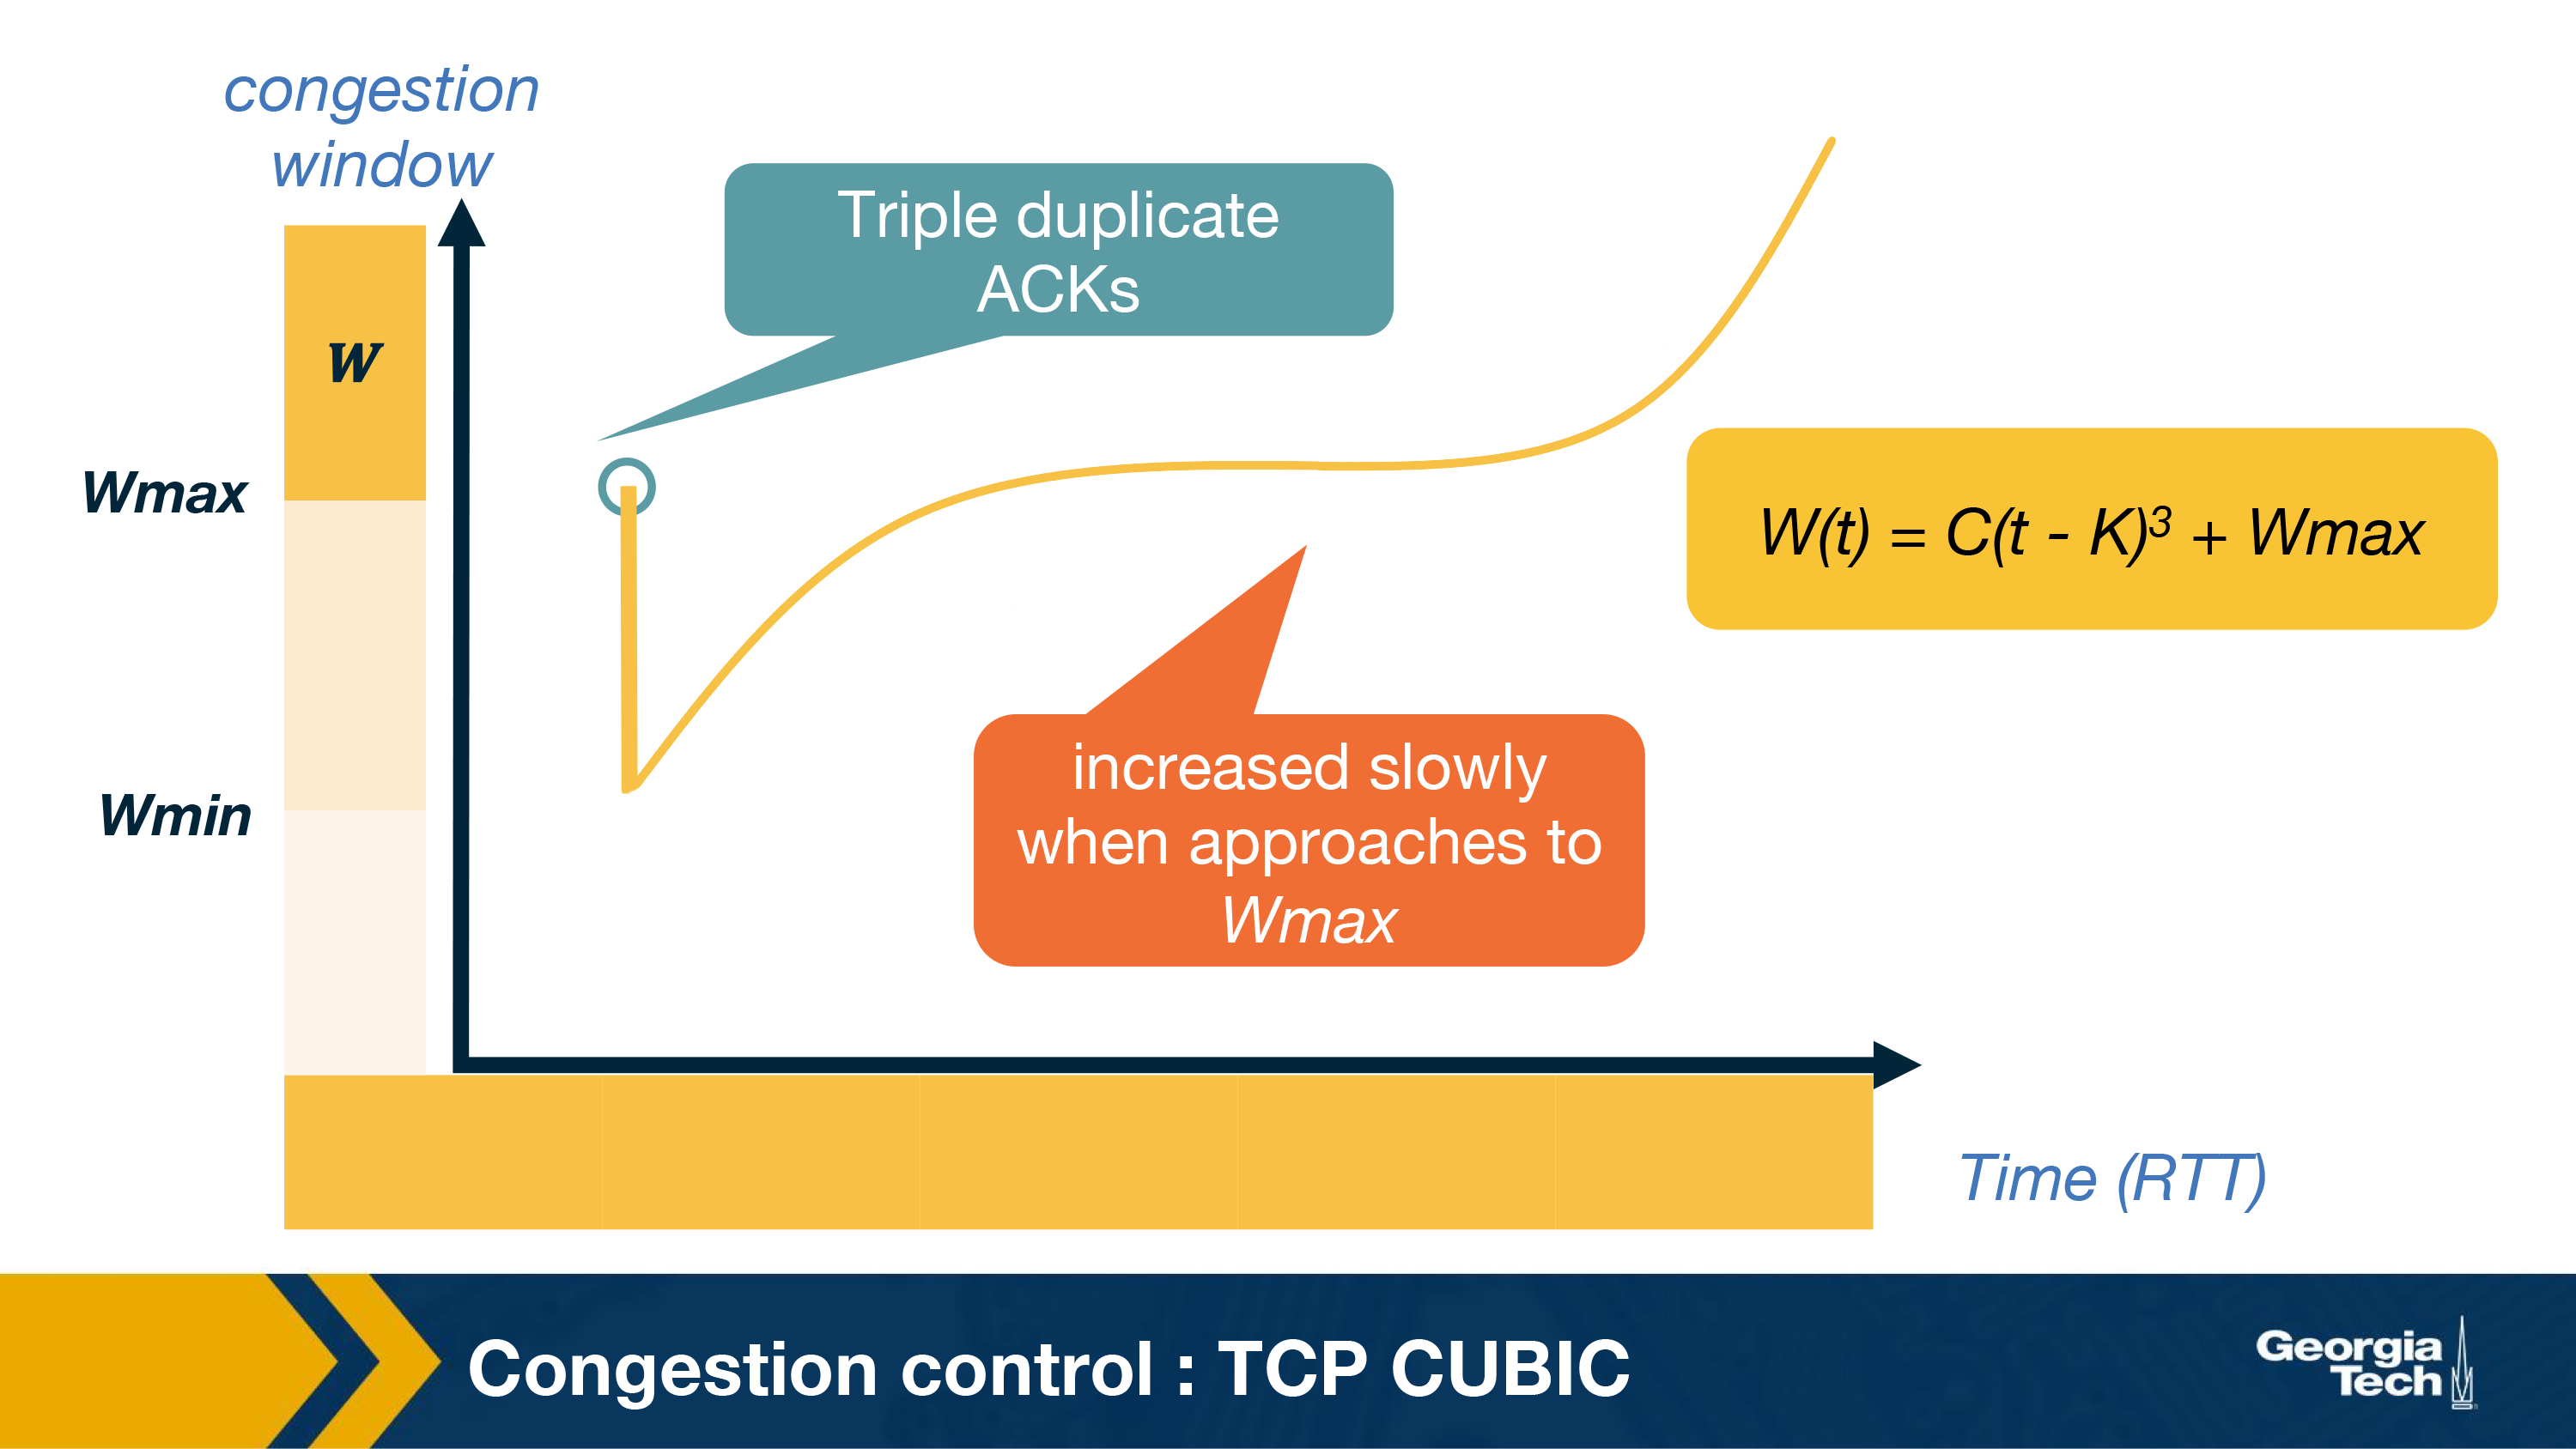 congestion
window
Triple duplicate
ACKs
W
Wmax
W(t) = C(t - K)³ + Wmax
increased slowly
when approaches to
Wmax
Wmin
Time (RTT)
Congestion control : TCP CUBIC
Georgia
Tech